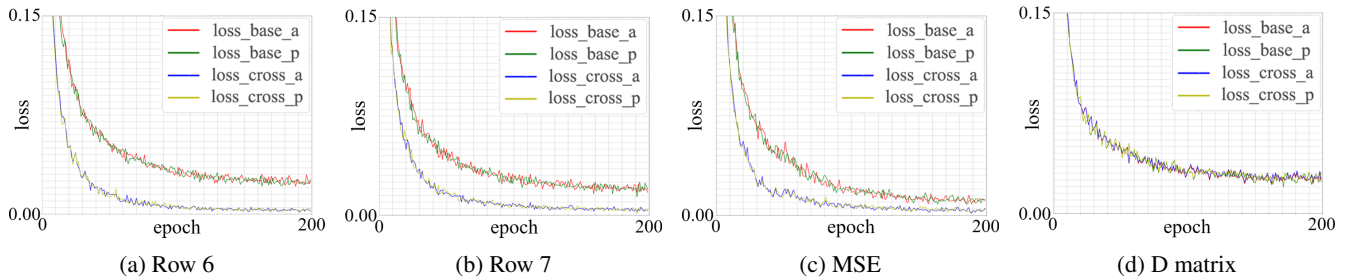 0.15
loss_base_a
loss_base_p
loss_cross_a
loss_cross_p
loss
0.00
0
epoch
200
(a) Row 6
0.15
loss_base_a
loss_base_p
loss_cross_a
loss_cross_p
loss
0.00
0
epoch
200
(b) Row 7
0.15
loss_base_a
loss_base_p
loss_cross_a
loss_cross_p
loss
0.00
0
epoch
200
(c) MSE
0.15
loss_base_a
loss_base_p
loss_cross_a
loss_cross_p
loss
0.00
0
epoch
200
(d) D matrix